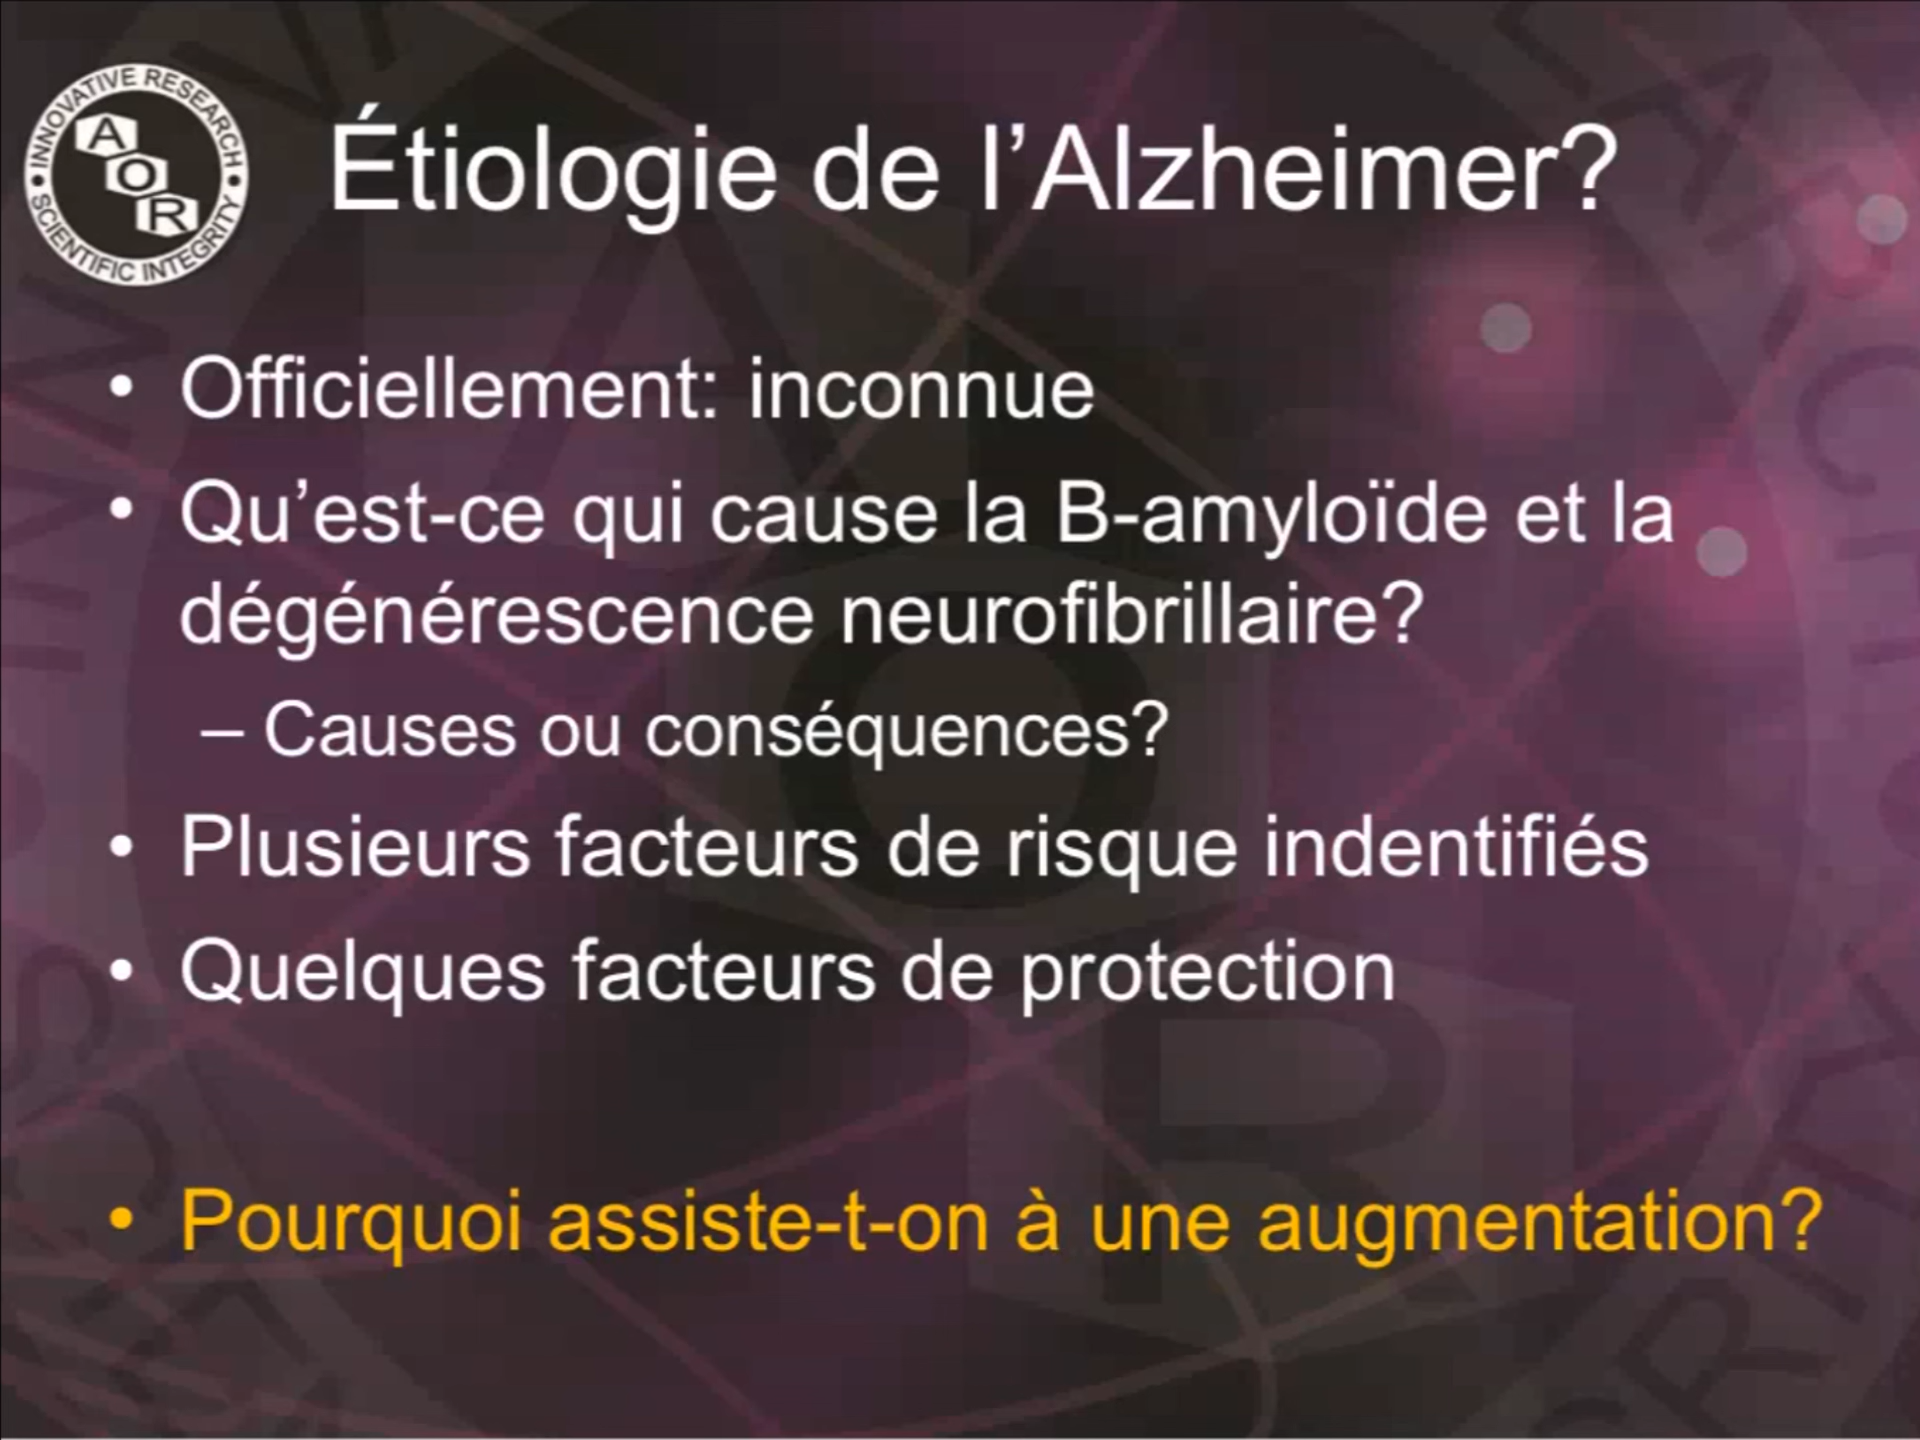 INNOVATIVE RESEARCH
AOR
SCIENTIFIC INTEGRITY
Étiologie de l’Alzheimer?
• Officiellement: inconnue
• Qu’est-ce qui cause la B-amyloïde et la
dégénérescence neurofibrillaire?
– Causes ou conséquences?
• Plusieurs facteurs de risque indentifiés
• Quelques facteurs de protection
• Pourquoi assiste-t-on à une augmentation?